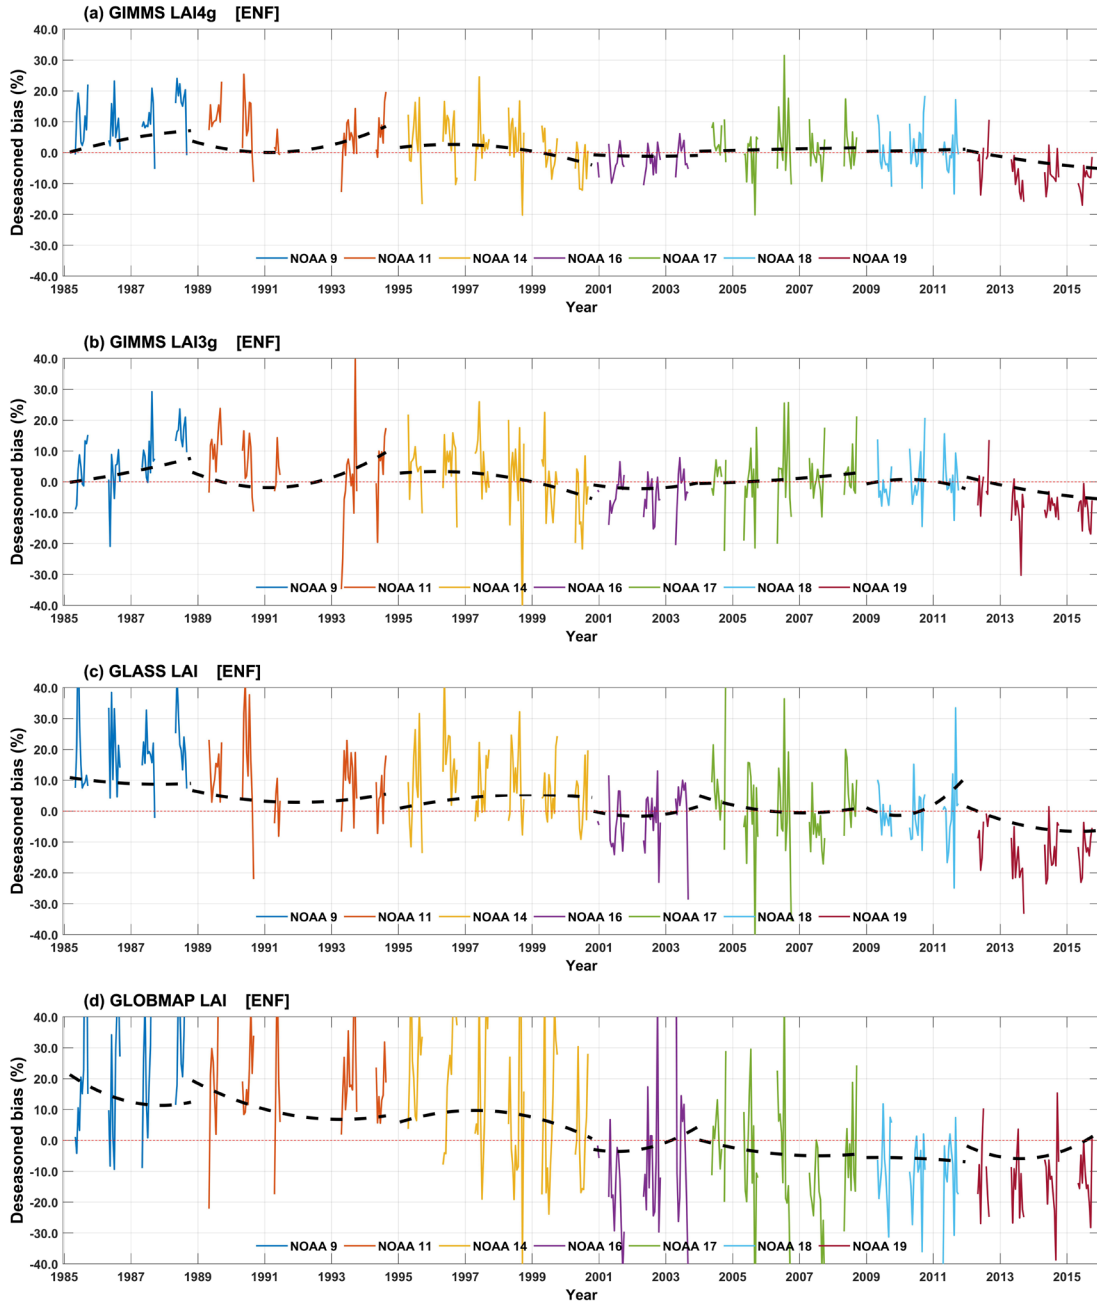 (a) GIMMS LAI4g [ENF]
40.0
30.0
20.0
10.0
0.0
-10.0
-20.0
-30.0
-40.0
Deseasoned bias (%)
NOAA 9 NOAA 11 NOAA 14 NOAA 16 NOAA 17 NOAA 18 NOAA 19
1985 1987 1989 1991 1993 1995 1997 1999 2001 2003 2005 2007 2009 2011 2013 2015
Year
(b) GIMMS LAI3g [ENF]
40.0
30.0
20.0
10.0
0.0
-10.0
-20.0
-30.0
-40.0
Deseasoned bias (%)
NOAA 9 NOAA 11 NOAA 14 NOAA 16 NOAA 17 NOAA 18 NOAA 19
1985 1987 1989 1991 1993 1995 1997 1999 2001 2003 2005 2007 2009 2011 2013 2015
Year
(c) GLASS LAI [ENF]
40.0
30.0
20.0
10.0
0.0
-10.0
-20.0
-30.0
-40.0
Deseasoned bias (%)
NOAA 9 NOAA 11 NOAA 14 NOAA 16 NOAA 17 NOAA 18 NOAA 19
1985 1987 1989 1991 1993 1995 1997 1999 2001 2003 2005 2007 2009 2011 2013 2015
Year
(d) GLOBMAP LAI [ENF]
40.0
30.0
20.0
10.0
0.0
-10.0
-20.0
-30.0
-40.0
Deseasoned bias (%)
NOAA 9 NOAA 11 NOAA 14 NOAA 16 NOAA 17 NOAA 18 NOAA 19
1985 1987 1989 1991 1993 1995 1997 1999 2001 2003 2005 2007 2009 2011 2013 2015
Year